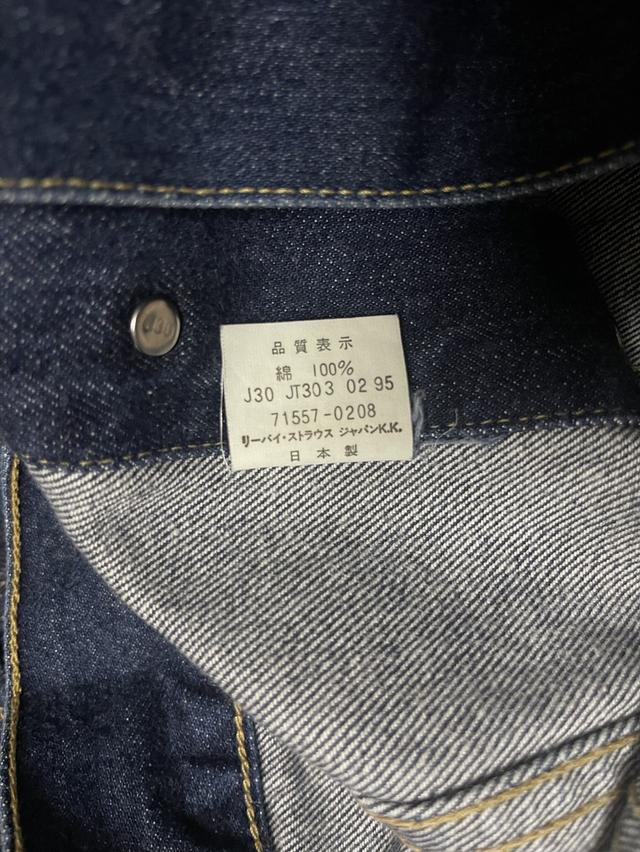 J30
品質表示
綿 100%
J30 JT303 02 95
71557-0208
リーバイ・ストラウス ジャパンK.K.
日本製